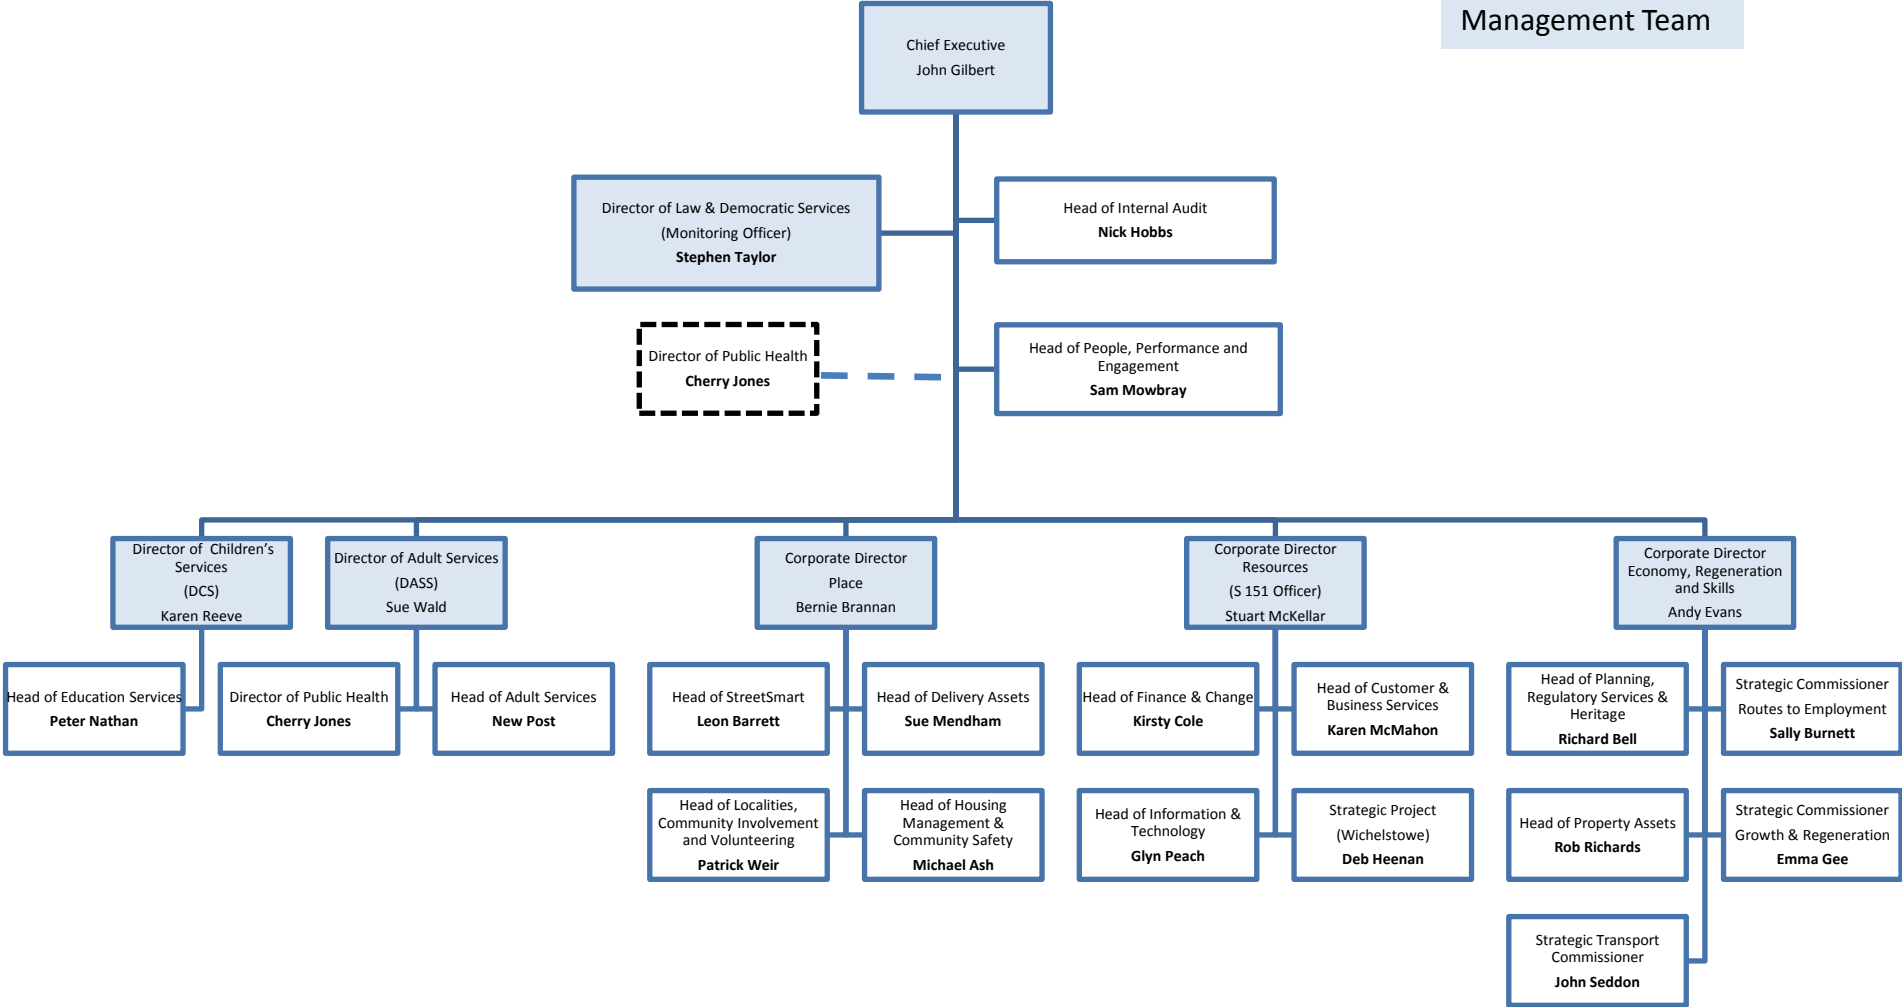 Management Team
Chief Executive
John Gilbert
Director of Law & Democratic Services
(Monitoring Officer)
Stephen Taylor
Head of Internal Audit
Nick Hobbs
Director of Public Health
Cherry Jones
Head of People, Performance and
Engagement
Sam Mowbray
Director of Children's
Services
(DCS)
Karen Reeve
Director of Adult Services
(DASS)
Sue Wald
Corporate Director
Place
Bernie Brannan
Corporate Director
Resources
(S 151 Officer)
Stuart McKellar
Corporate Director
Economy, Regeneration
and Skills
Andy Evans
Head of Education Services
Peter Nathan
Director of Public Health
Cherry Jones
Head of Adult Services
New Post
Head of StreetSmart
Leon Barrett
Head of Delivery Assets
Sue Mendham
Head of Finance & Change
Kirsty Cole
Head of Customer &
Business Services
Karen McMahon
Head of Planning,
Regulatory Services &
Heritage
Richard Bell
Strategic Commissioner
Routes to Employment
Sally Burnett
Head of Localities,
Community Involvement
and Volunteering
Patrick Weir
Head of Housing
Management &
Community Safety
Michael Ash
Head of Information &
Technology
Glyn Peach
Strategic Project
(Wichelstowe)
Deb Heenan
Head of Property Assets
Rob Richards
Strategic Commissioner
Growth & Regeneration
Emma Gee
Strategic Transport
Commissioner
John Seddon